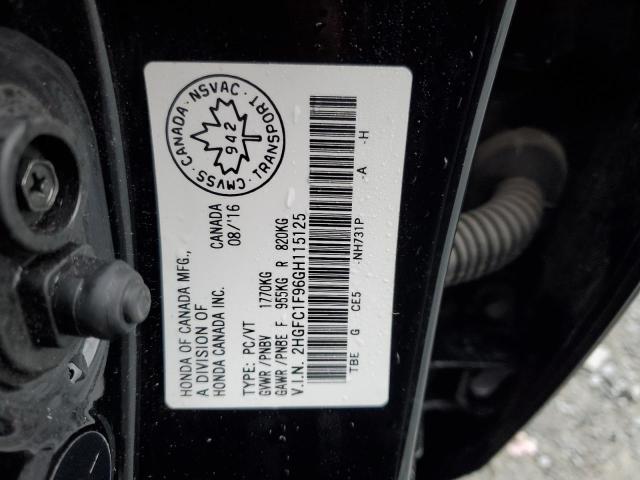 HONDA OF CANADA MFG.,
A DIVISION OF
HONDA CANADA INC.
CANADA
08/'16
TYPE: PC/VT
GVWR /PNBV 1770KG
GAWR /PNBE F 955KG R 820KG
V.I.N. 2HGFC1F96GH115125
TBE G CE5 -NH731P -A -H
CMVSS · CANADA · NSVAC · TRANSPORT
942